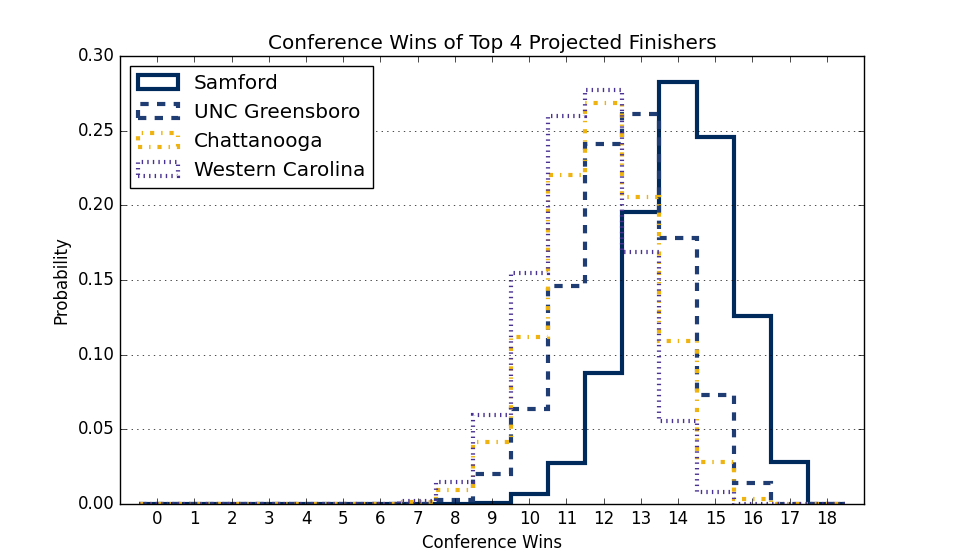 Conference Wins of Top 4 Projected Finishers
0.30
0.25
0.20
0.15
0.10
0.05
0.00
Probability
Samford
UNC Greensboro
Chattanooga
Western Carolina
0 1 2 3 4 5 6 7 8 9 10 11 12 13 14 15 16 17 18
Conference Wins